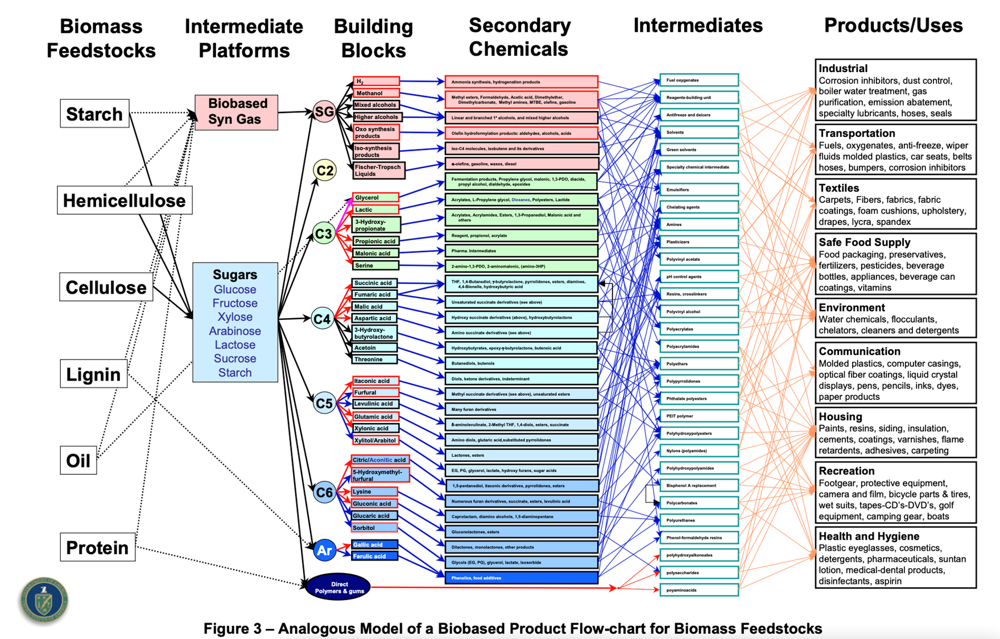 Biomass
Feedstocks
Intermediate
Platforms
Building
Blocks
Secondary
Chemicals
Intermediates
Products/Uses
Starch
Hemicellulose
Cellulose
Lignin
Oil
Protein
Biobased
Syn Gas
Sugars
Glucose
Fructose
Xylose
Arabinose
Lactose
Sucrose
Starch
SG
C2
C3
C4
C5
C6
Ar
Direct
Polymers & gums
H2
Methanol
Mixed alcohols
Higher alcohols
Oxo synthesis
products
Iso-synthesis
products
Fischer-Tropsch
Liquids
Glycerol
Lactic
3-Hydroxy-
propionate
Propionic acid
Malonic acid
Serine
Succinic acid
Fumaric acid
Malic acid
Aspartic acid
3-Hydroxy-
butyrolactone
Acetoin
Threonine
Itaconic acid
Furfural
Levulinic acid
Glutamic acid
Xylonic acid
Xylitol/Arabitol
Citric/Aconitic acid
5-Hydroxymethyl-
furfural
Lysine
Gluconic acid
Glucaric acid
Sorbitol
Gallic acid
Ferulic acid
Ammonia synthesis, hydrogenation products
Methyl esters, Formaldehyde, Acetic acid, Dimethylether,
Dimethylcarbonate, Methyl amines, MTBE, olefins, gasoline
Linear and branched 1° alcohols, and mixed higher alcohols
Olefin hydroformylation products: aldehydes, alcohols, acids
Iso-C4 molecules, isobutene and its derivatives
α-olefins, gasoline, waxes, diesel
Fermentation products, Propylene glycol, malonic, 1,3-PDO, diacids,
propyl alcohol, dialdehyde, epoxides
Acrylates, L-Propylene glycol, Dioxanes, Polyesters, Lactide
Acrylates, Acrylamides, Esters, 1,3-Propanediol, Malonic acid and
others
Reagent, propionol, acrylate
Pharma. Intermediates
2-amino-1,3-PDO, 2-aminomalonic, (amino-3HP)
THF, 1,4-Butanediol, γ-butyrolactone, pyrrolidones, esters, diamines,
4,4-Bionelle, hydroxybutyric acid
Unsaturated succinate derivatives (see above)
Hydroxy succinate derivatives (above), hydroxybutyrolactone
Amino succinate derivatives (see above)
Hydroxybutyrates, epoxy-γ-butyrolactone, butenoic acid
Butanediols, butenols
Diols, ketone derivatives, indeterminant
Methyl succinate derivatives (see above), unsaturated esters
Many furan derivatives
δ-aminolevulinate, 2-Methyl THF, 1,4-diols, esters, succinate
Amino diols, glutaric acid,substituted pyrrolidones
Lactones, esters
EG, PG, glycerol, lactate, hydroxy furans, sugar acids
1,5-pentanediol, itaconic derivatives, pyrrolidones, esters
Numerous furan derivatives, succinate, esters, levulinic acid
Caprolactam, diamino alcohols, 1,5-diaminopentane
Gluconolactones, esters
Dilactones, monolactones, other products
Glycols (EG, PG), glycerol, lactate, isosorbide
Phenolics, food additives
Fuel oxygenates
Reagents-building unit
Antifreeze and deicers
Solvents
Green solvents
Specialty chemical intermediate
Emulsifiers
Chelating agents
Amines
Plasticizers
Polyvinyl acetate
pH control agents
Resins, crosslinkers
Polyvinyl alcohol
Polyacrylates
Polyacrylamides
Polyethers
Polypyrrolidones
Phthalate polyesters
PEIT polymer
Polyhydroxypolyesters
Nylons (polyamides)
Polyhydroxypolyamides
Bisphenol A replacement
Polycarbonates
Polyurethanes
Phenol-formaldehyde resins
polyhydroxyalkonoates
polysaccharides
poyaminoacids
Industrial
Corrosion inhibitors, dust control,
boiler water treatment, gas
purification, emission abatement,
specialty lubricants, hoses, seals
Transportation
Fuels, oxygenates, anti-freeze, wiper
fluids molded plastics, car seats, belts
hoses, bumpers, corrosion inhibitors
Textiles
Carpets, Fibers, fabrics, fabric
coatings, foam cushions, upholstery,
drapes, lycra, spandex
Safe Food Supply
Food packaging, preservatives,
fertilizers, pesticides, beverage
bottles, appliances, beverage can
coatings, vitamins
Environment
Water chemicals, flocculants,
chelators, cleaners and detergents
Communication
Molded plastics, computer casings,
optical fiber coatings, liquid crystal
displays, pens, pencils, inks, dyes,
paper products
Housing
Paints, resins, siding, insulation,
cements, coatings, varnishes, flame
retardents, adhesives, carpeting
Recreation
Footgear, protective equipment,
camera and film, bicycle parts & tires,
wet suits, tapes-CD's-DVD's, golf
equipment, camping gear, boats
Health and Hygiene
Plastic eyeglasses, cosmetics,
detergents, pharmaceuticals, suntan
lotion, medical-dental products,
disinfectants, aspirin
Figure 3 – Analogous Model of a Biobased Product Flow-chart for Biomass Feedstocks